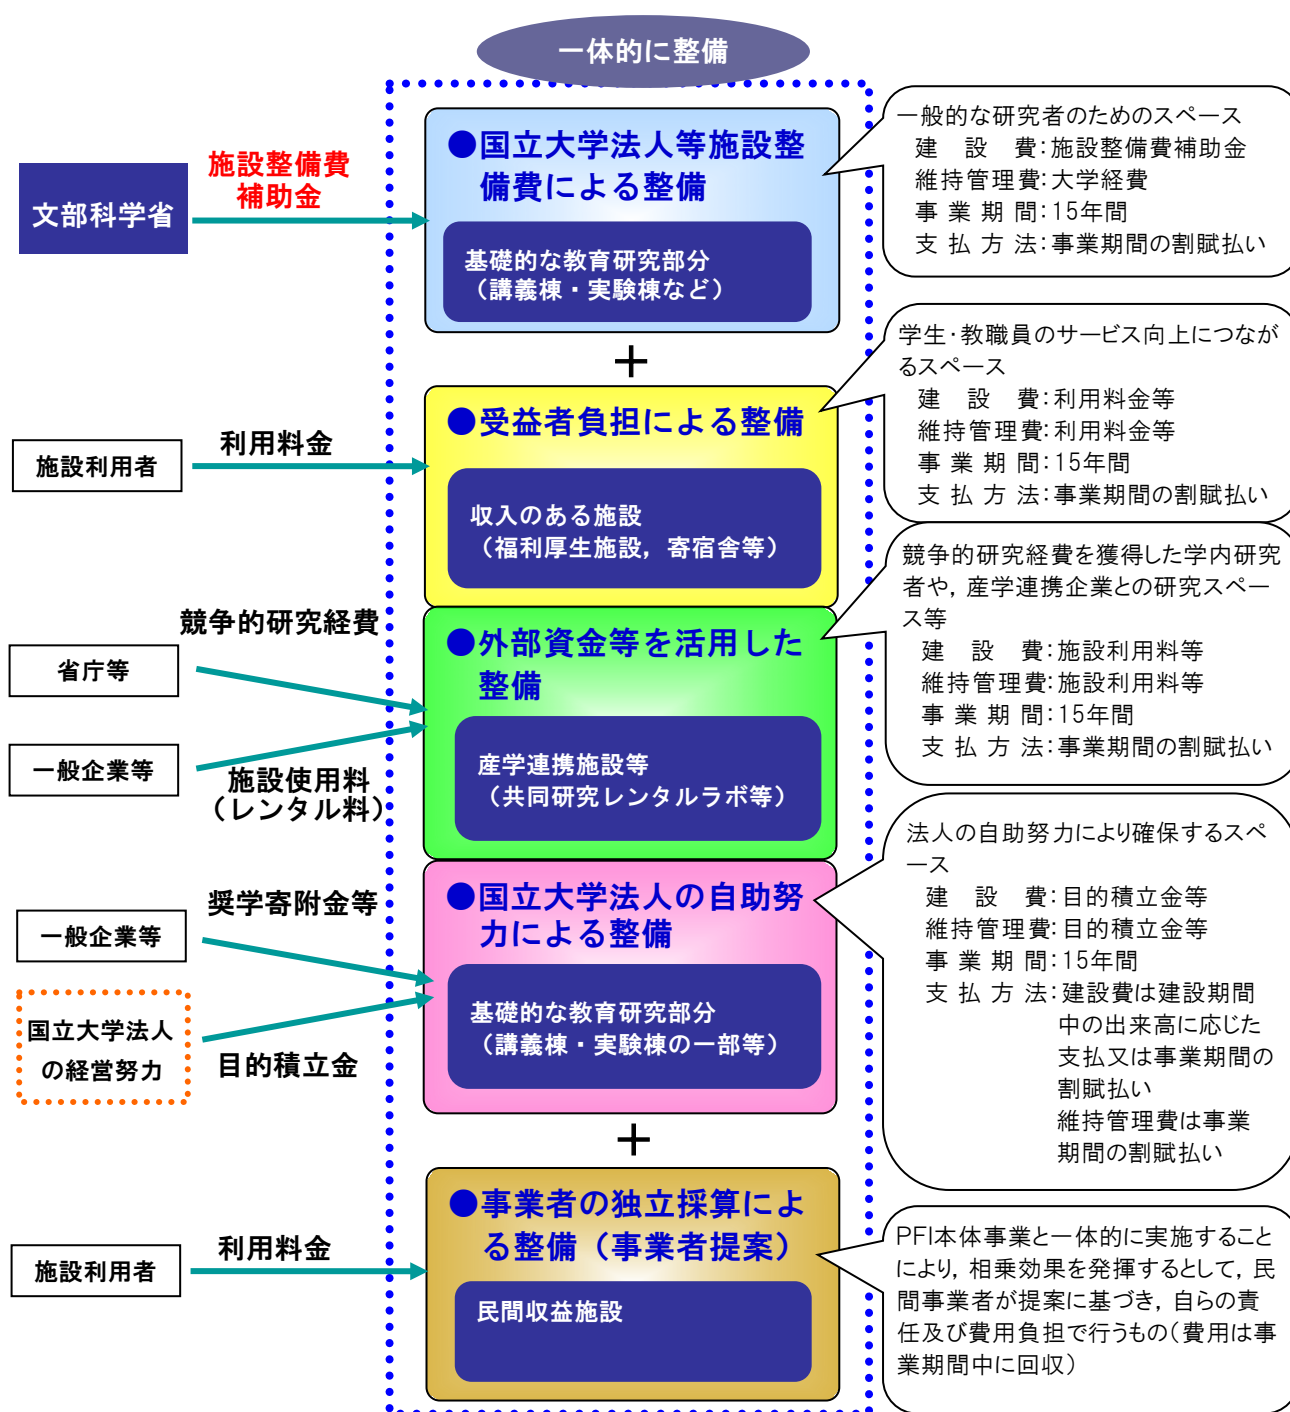 一体的に整備
文部科学省
施設整備費
補助金
●国立大学法人等施設整
備費による整備
基礎的な教育研究部分
（講義棟・実験棟など）
一般的な研究者のためのスペース
建　設　費：施設整備費補助金
維持管理費：大学経費
事 業 期 間：15年間
支 払 方 法：事業期間の割賦払い
＋
施設利用者
利用料金
●受益者負担による整備
収入のある施設
（福利厚生施設，寄宿舎等）
学生・教職員のサービス向上につなが
るスペース
建　設　費：利用料金等
維持管理費：利用料金等
事 業 期 間：15年間
支 払 方 法：事業期間の割賦払い
競争的研究経費
省庁等
一般企業等
施設使用料
（レンタル料）
●外部資金等を活用した
整備
産学連携施設等
（共同研究レンタルラボ等）
競争的研究経費を獲得した学内研究
者や，産学連携企業との研究スペー
ス等
建　設　費：施設利用料等
維持管理費：施設利用料等
事 業 期 間：15年間
支 払 方 法：事業期間の割賦払い
奨学寄附金等
一般企業等
国立大学法人
の経営努力
目的積立金
●国立大学法人の自助努
力による整備
基礎的な教育研究部分
（講義棟・実験棟の一部等）
法人の自助努力により確保するスペ
ース
建　設　費：目的積立金等
維持管理費：目的積立金等
事 業 期 間：15年間
支 払 方 法：建設費は建設期間
中の出来高に応じた
支払又は事業期間の
割賦払い
維持管理費は事業
期間の割賦払い
＋
施設利用者
利用料金
●事業者の独立採算によ
る整備（事業者提案）
民間収益施設
PFI本体事業と一体的に実施すること
により，相乗効果を発揮するとして，民
間事業者が提案に基づき，自らの責
任及び費用負担で行うもの（費用は事
業期間中に回収）